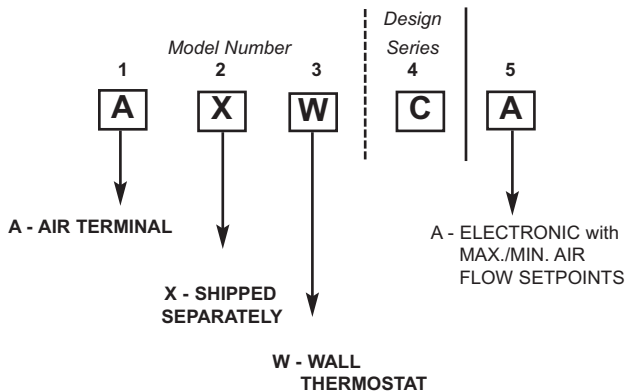 Design
Model Number Series
1 2 3 4 5
A X W C A
A - AIR TERMINAL
A - ELECTRONIC with
MAX./MIN. AIR
FLOW SETPOINTS
X - SHIPPED
SEPARATELY
W - WALL
THERMOSTAT